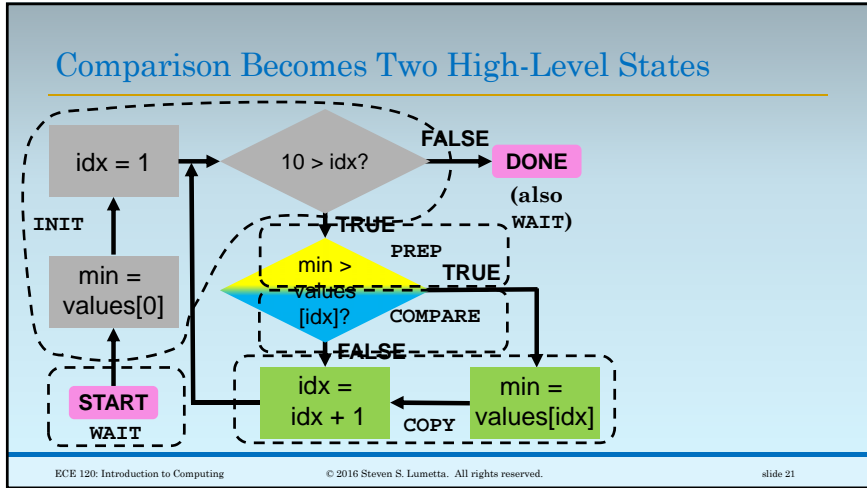 Comparison Becomes Two High-Level States
idx = 1
10 > idx?
FALSE
DONE
(also
WAIT)
INIT
TRUE
PREP
min =
values[0]
min >
values
[idx]?
TRUE
COMPARE
FALSE
START
WAIT
idx =
idx + 1
COPY
min =
values[idx]
ECE 120: Introduction to Computing
© 2016 Steven S. Lumetta. All rights reserved.
slide 21